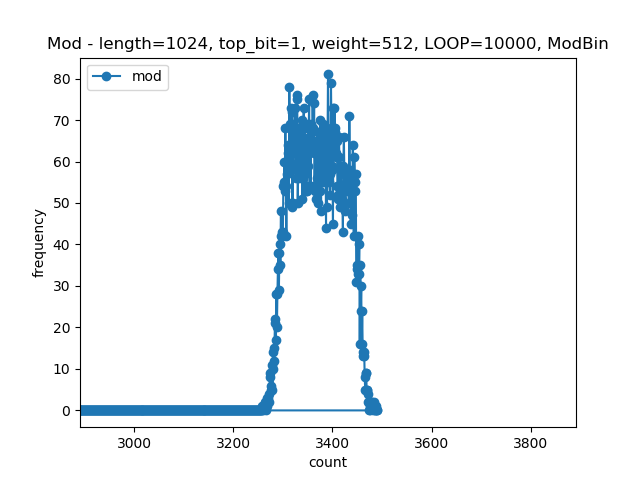 Mod - length=1024, top_bit=1, weight=512, LOOP=10000, ModBin
mod
80
70
60
50
40
30
20
10
0
frequency
3000 3200 3400 3600 3800
count